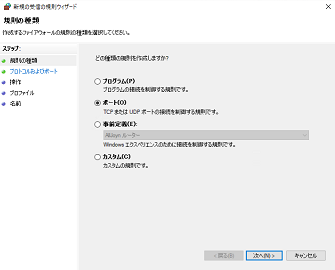 新規の受信の規則ウィザード
規則の種類
作成するファイアウォールの規則の種類を選択してください。
ステップ:
規則の種類
プロトコルおよびポート
操作
プロファイル
名前
どの種類の規則を作成しますか?
プログラム(P)
プログラムの接続を制御する規則です。
ポート(O)
TCP または UDP ポートの接続を制御する規則です。
事前定義(E):
AllJoyn ルーター
Windows エクスペリエンスのために接続を制御する規則です。
カスタム(C)
カスタムの規則です。
< 戻る(B)
次へ(N) >
キャンセル